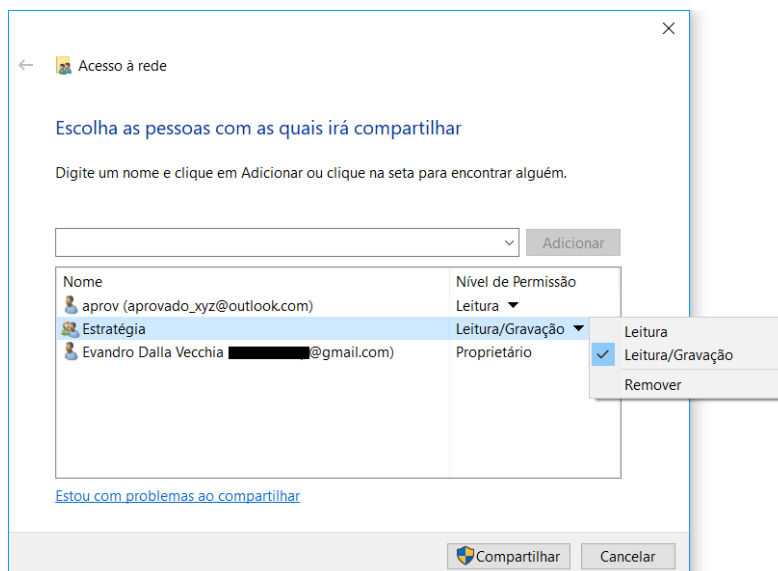 Acesso à rede
Escolha as pessoas com as quais irá compartilhar
Digite um nome e clique em Adicionar ou clique na seta para encontrar alguém.
Adicionar
Nome Nível de Permissão
aprov (aprovado_xyz@outlook.com) Leitura
Estratégia Leitura/Gravação
Evandro Dalla Vecchia @gmail.com) Proprietário
Leitura
Leitura/Gravação
Remover
Estou com problemas ao compartilhar
Compartilhar Cancelar